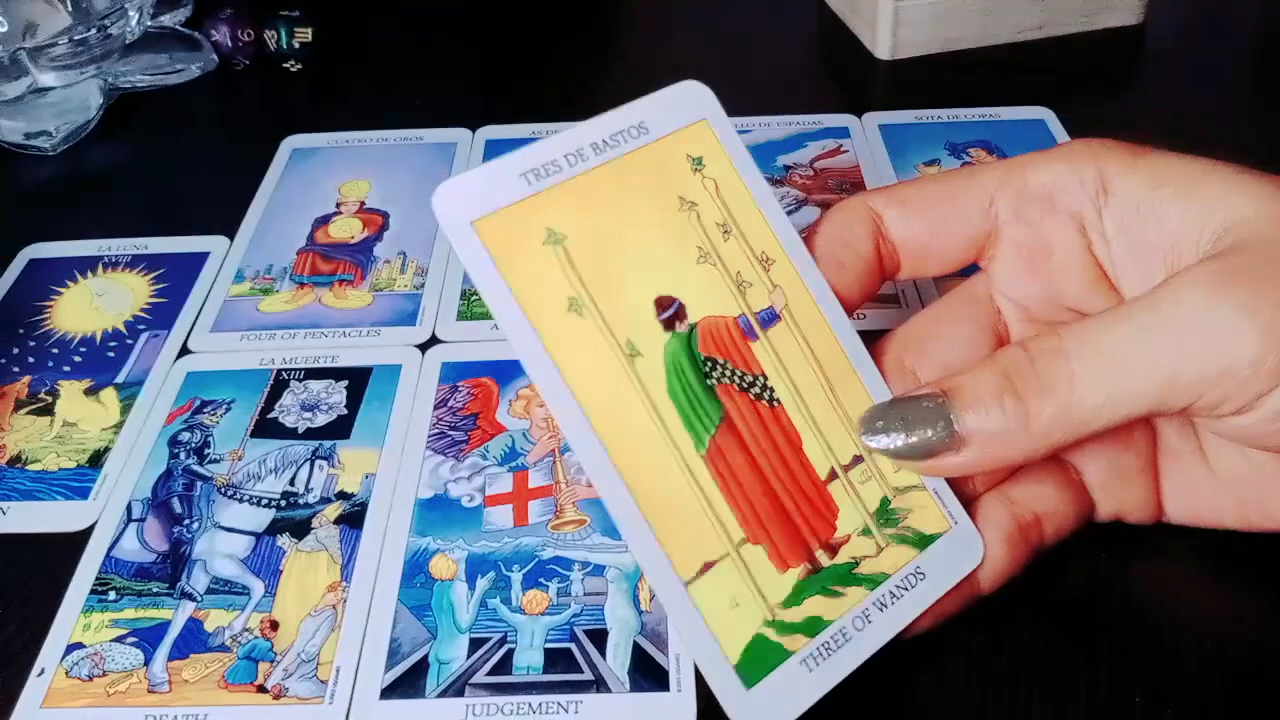 CUATRO DE OROS
AS DE
TRES DE BASTOS
LLO DE ESPADAS
SOTA DE COPAS
LA LUNA
XVIII
FOUR OF PENTACLES
LA MUERTE
XIII
THREE OF WANDS
DEATH
JUDGEMENT